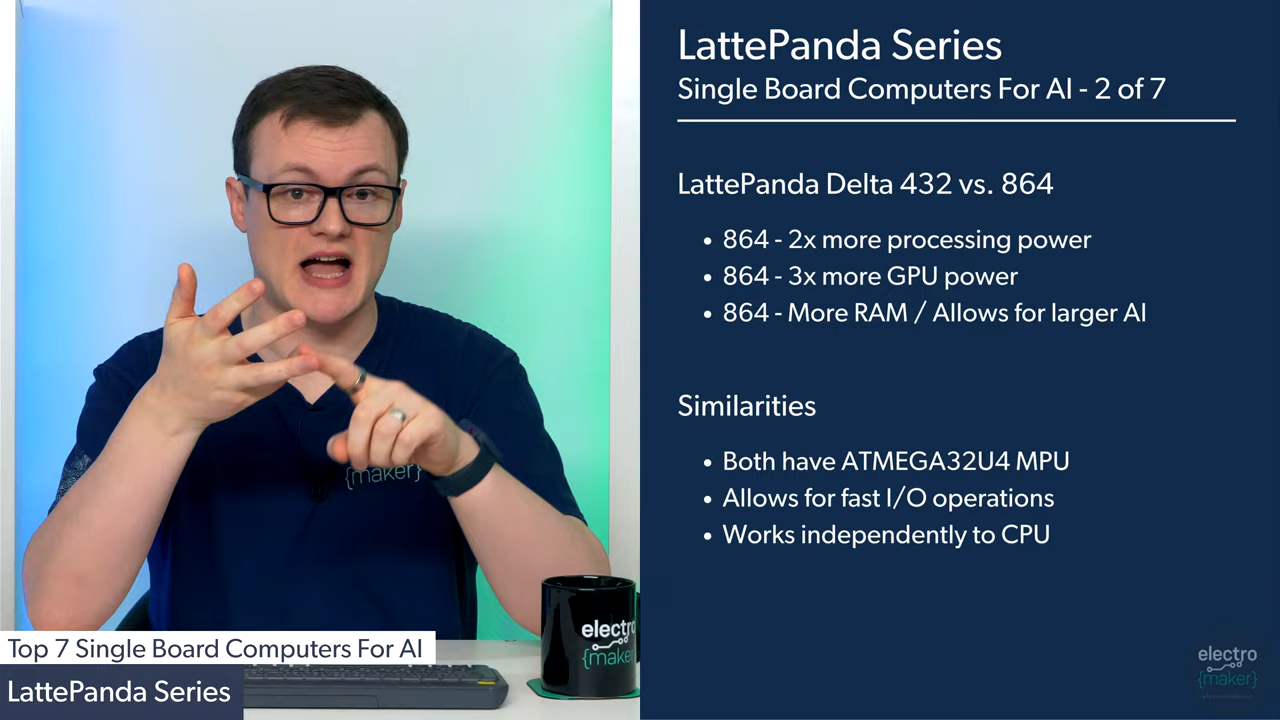 LattePanda Series
Single Board Computers For AI - 2 of 7
LattePanda Delta 432 vs. 864
• 864 - 2x more processing power
• 864 - 3x more GPU power
• 864 - More RAM / Allows for larger AI
Similarities
• Both have ATMEGA32U4 MPU
• Allows for fast I/O operations
• Works independently to CPU
{maker}
electro
{maker
Top 7 Single Board Computers For AI
LattePanda Series
electro
{maker}